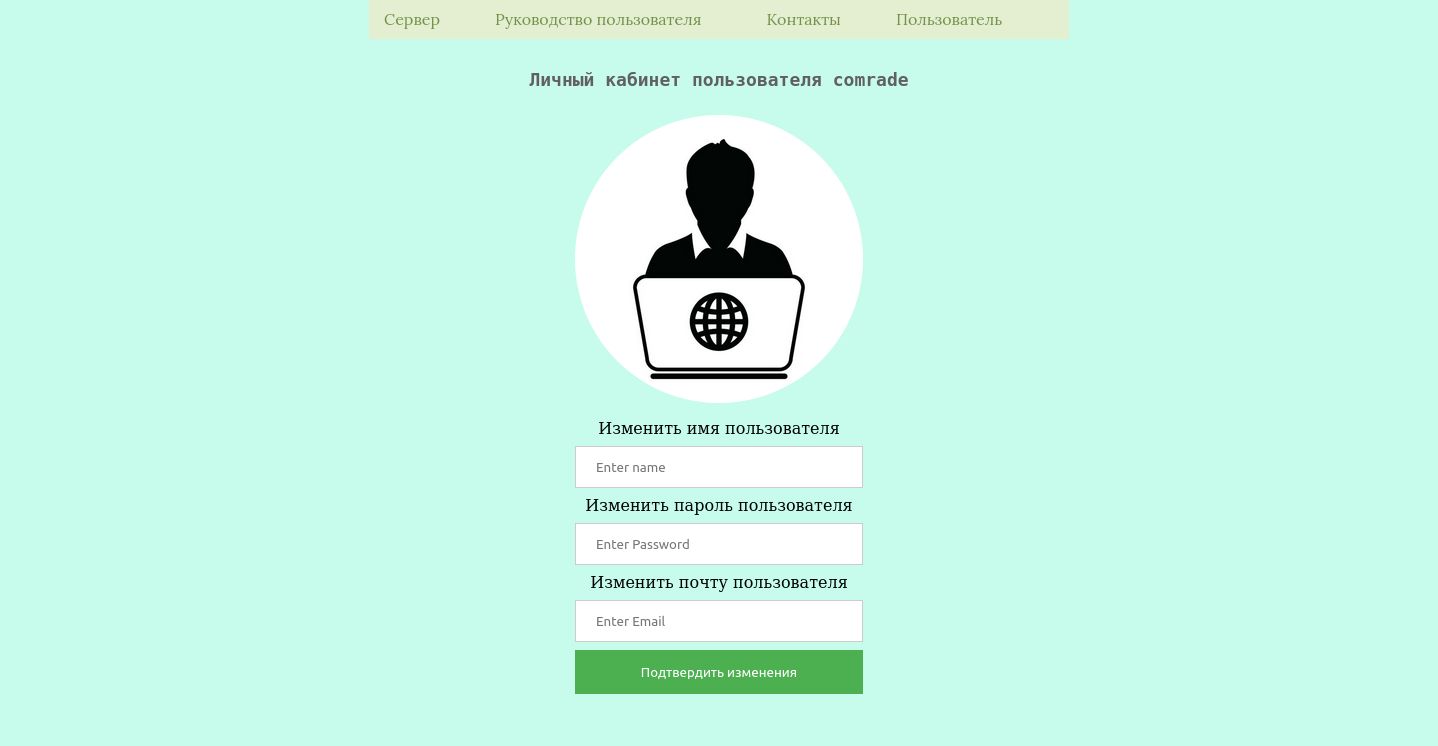 Сервер Руководство пользователя Контакты Пользователь
Личный кабинет пользователя comrade
Изменить имя пользователя
Enter name
Изменить пароль пользователя
Enter Password
Изменить почту пользователя
Enter Email
Подтвердить изменения